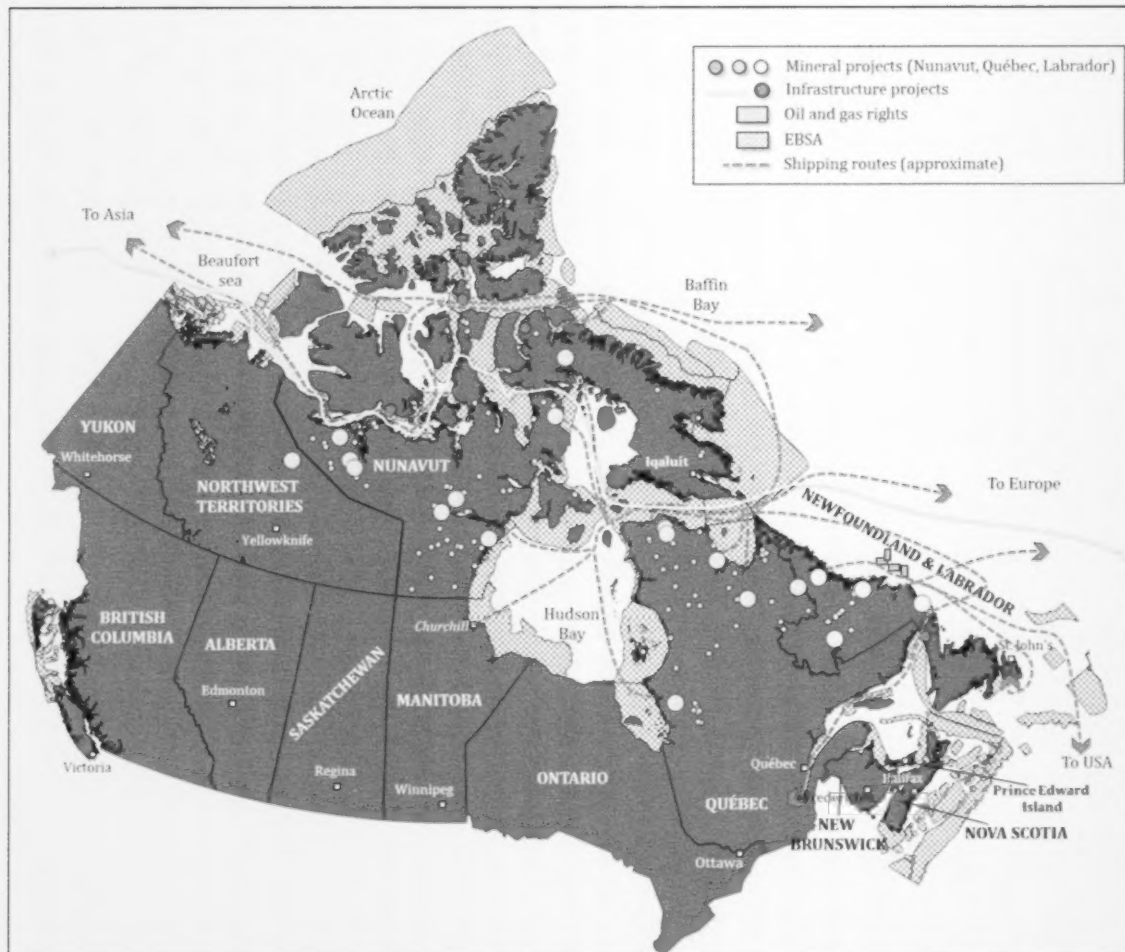 Mineral projects (Nunavut, Québec, Labrador)
Infrastructure projects
Oil and gas rights
EBSA
Shipping routes (approximate)
Arctic
Ocean
To Asia
Beaufort
sea
Baffin
Bay
YUKON
Whitehorse
NUNAVUT
Iqaluit
NORTHWEST
TERRITORIES
Yellowknife
To Europe
NEWFOUNDLAND & LABRADOR
BRITISH
COLUMBIA
ALBERTA
Edmonton
SASKATCHEWAN
Churchill
Hudson
Bay
MANITOBA
St. John's
Victoria
Regina
Winnipeg
ONTARIO
Québec
QUÉBEC
Halifax
To USA
Prince Edward
Island
NEW
BRUNSWICK
NOVA SCOTIA
Ottawa